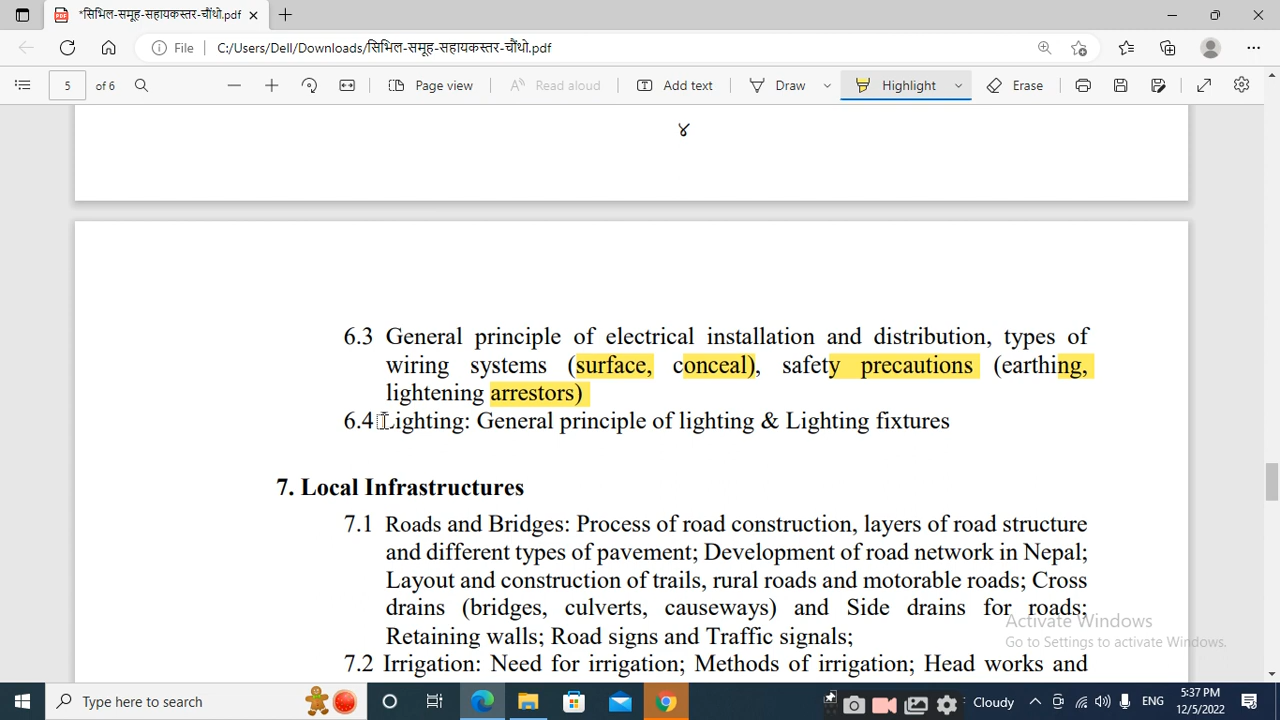 *सिभिल-समूह-सहायकस्तर-चौंथो.pdf
File C:/Users/Dell/Downloads/सिभिल-समूह-सहायकस्तर-चौंथो.pdf
5 of 6 Page view Read aloud Add text Draw Highlight Erase
४
6.3 General principle of electrical installation and distribution, types of
wiring systems (surface, conceal), safety precautions (earthing,
lightening arrestors)
6.4 Lighting: General principle of lighting & Lighting fixtures
7. Local Infrastructures
7.1 Roads and Bridges: Process of road construction, layers of road structure
and different types of pavement; Development of road network in Nepal;
Layout and construction of trails, rural roads and motorable roads; Cross
drains (bridges, culverts, causeways) and Side drains for roads;
Retaining walls; Road signs and Traffic signals;
7.2 Irrigation: Need for irrigation; Methods of irrigation; Head works and
Activate Windows
Go to Settings to activate Windows.
Type here to search Cloudy ENG 5:37 PM
12/5/2022